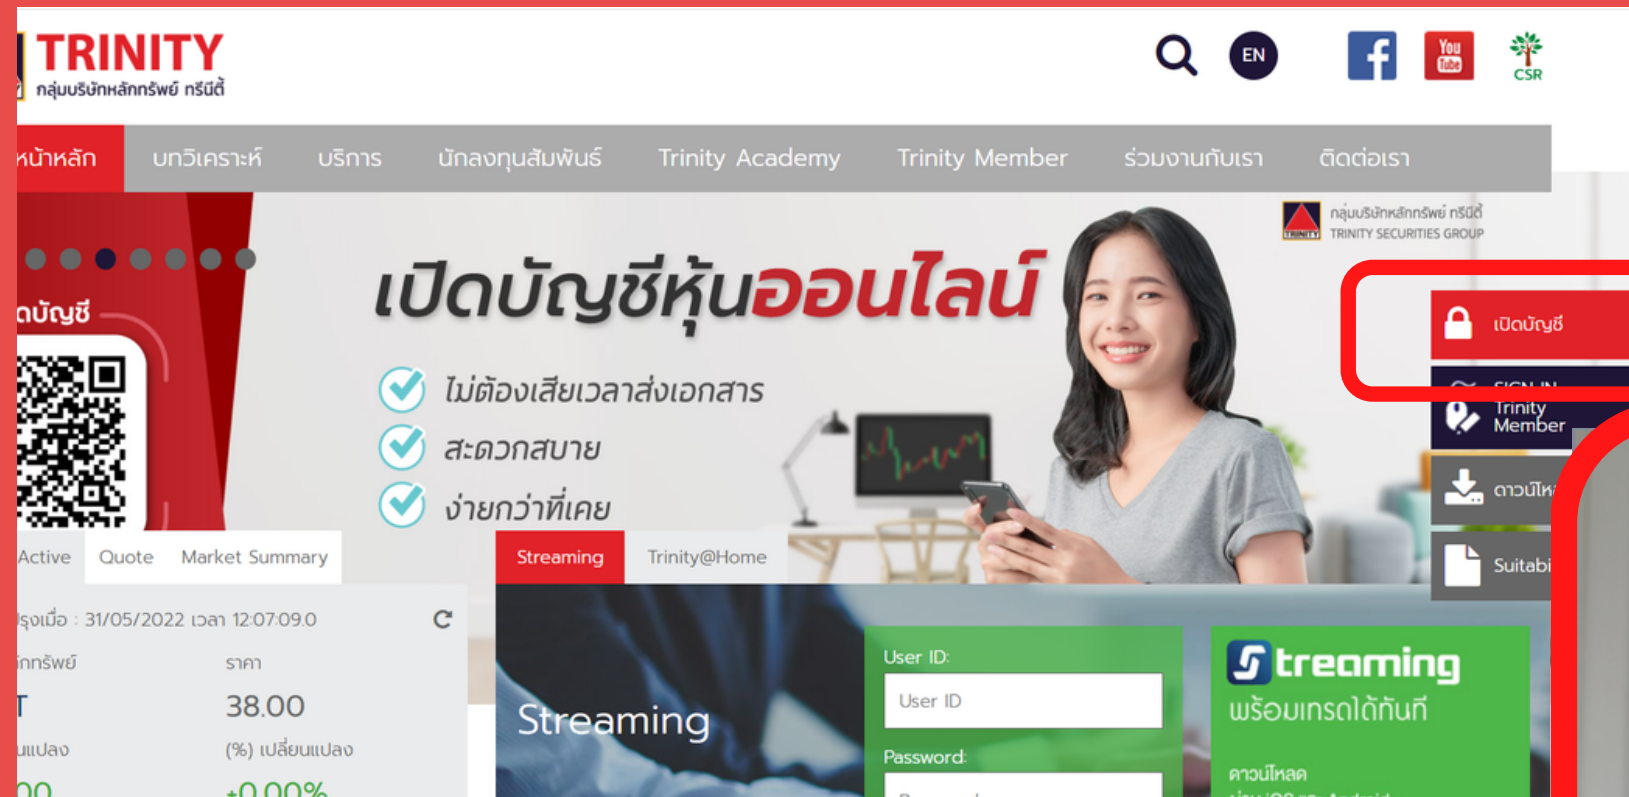 TRINITY
กลุ่มบริษัทหลักทรัพย์ ทรีนีตี้
EN
You
Tube
CSR
หน้าหลัก บทวิเคราะห์ บริการ นักลงทุนสัมพันธ์ Trinity Academy Trinity Member ร่วมงานกับเรา ติดต่อเรา
กลุ่มบริษัทหลักทรัพย์ ทรีนีตี้
TRINITY TRINITY SECURITIES GROUP
เปิดบัญชีหุ้นออนไลน์
ไม่ต้องเสียเวลาส่งเอกสาร
สะดวกสบาย
ง่ายกว่าที่เคย
เปิดบัญชี
SIGN IN
Trinity
Member
Active Quote Market Summary
Streaming Trinity@Home
31/05/2022 เวลา 12:07:09.0
ราคา
38.00
(%) เปลี่ยนแปลง
+0.00%
Streaming
User ID:
User ID
Password:
Streaming
พร้อมเทรดได้ทันที
ดาวน์โหลด